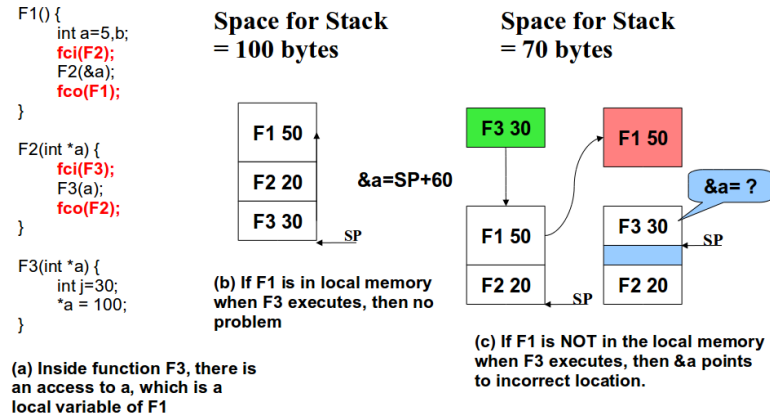 F1() {
int a=5,b;
fci(F2);
F2(&a);
fco(F1);
}
F2(int *a) {
fci(F3);
F3(a);
fco(F2);
}
F3(int *a) {
int j=30;
*a = 100;
}
(a) Inside function F3, there is
an access to a, which is a
local variable of F1
Space for Stack
= 100 bytes
F1 50
F2 20
F3 30
SP
&a=SP+60
(b) If F1 is in local memory
when F3 executes, then no
problem
Space for Stack
= 70 bytes
F3 30
F1 50
F1 50
F2 20
SP
&a= ?
F3 30
SP
F2 20
(c) If F1 is NOT in the local memory
when F3 executes, then &a points
to incorrect location.